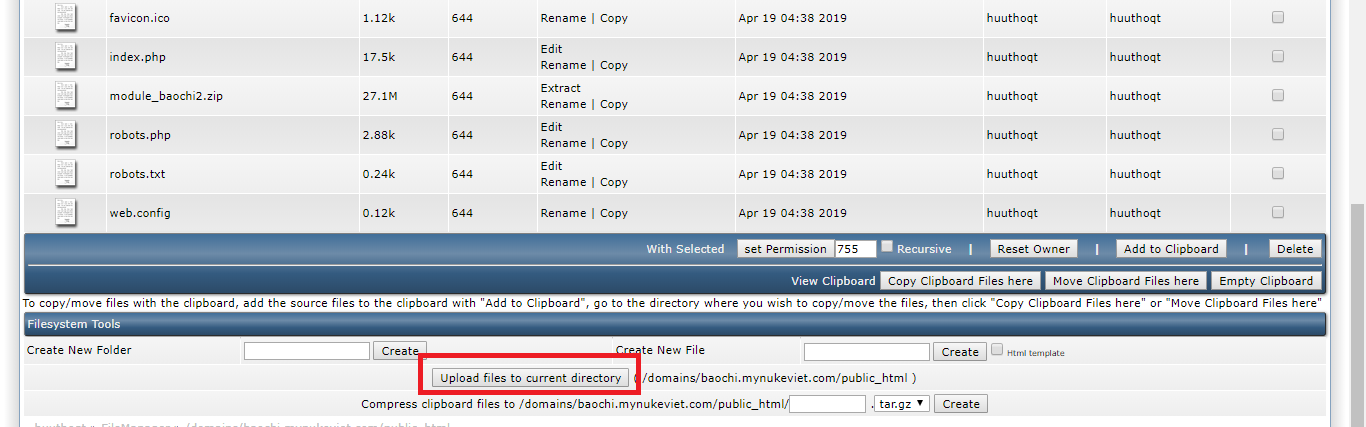 favicon.ico 1.12k 644 Rename | Copy Apr 19 04:38 2019 huuthoqt huuthoqt
index.php 17.5k 644 Edit Rename | Copy Apr 19 04:38 2019 huuthoqt huuthoqt
module_baochi2.zip 27.1M 644 Extract Rename | Copy Apr 19 04:38 2019 huuthoqt huuthoqt
robots.php 2.88k 644 Edit Rename | Copy Apr 19 04:38 2019 huuthoqt huuthoqt
robots.txt 0.24k 644 Edit Rename | Copy Apr 19 04:38 2019 huuthoqt huuthoqt
web.config 0.12k 644 Rename | Copy Apr 19 04:38 2019 huuthoqt huuthoqt
With Selected set Permission 755 Recursive | Reset Owner | Add to Clipboard | Delete
View Clipboard Copy Clipboard Files here Move Clipboard Files here Empty Clipboard
To copy/move files with the clipboard, add the source files to the clipboard with "Add to Clipboard", go to the directory where you wish to copy/move the files, then click "Copy Clipboard Files here" or "Move Clipboard Files here"
Filesystem Tools
Create New Folder Create Create New File Create Html template
Upload files to current directory ( /domains/baochi.mynukeviet.com/public_html )
Compress clipboard files to /domains/baochi.mynukeviet.com/public_html/ . tar.gz Create